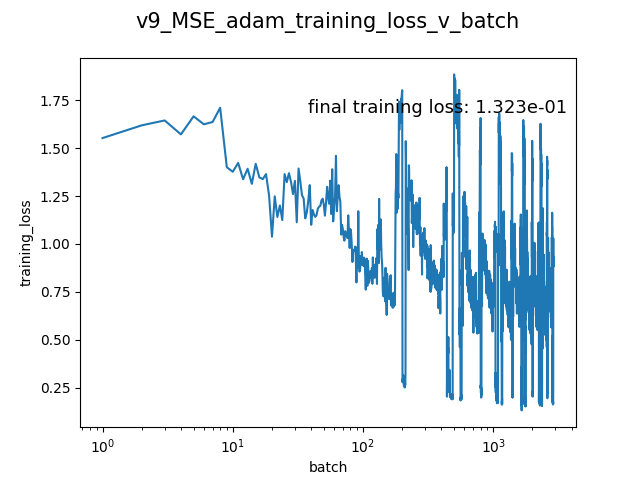 v9_MSE_adam_training_loss_v_batch
final training loss: 1.323e-01
training_loss
1.75
1.50
1.25
1.00
0.75
0.50
0.25
10⁰ 10¹ 10² 10³
batch